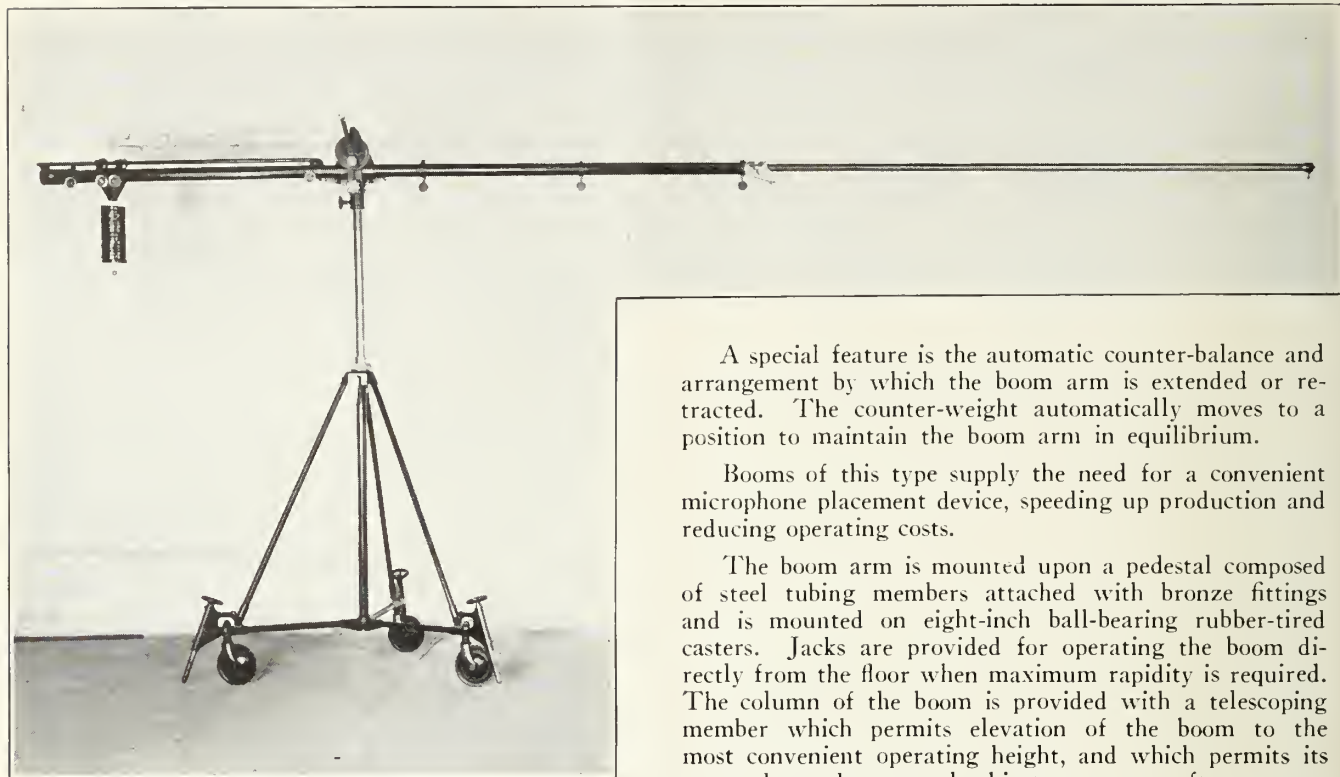 A special feature is the automatic counter-balance and
arrangement by which the boom arm is extended or re-
tracted. The counter-weight automatically moves to a
position to maintain the boom arm in equilibrium.
Booms of this type supply the need for a convenient
microphone placement device, speeding up production and
reducing operating costs.
The boom arm is mounted upon a pedestal composed
of steel tubing members attached with bronze fittings
and is mounted on eight-inch ball-bearing rubber-tired
casters. Jacks are provided for operating the boom di-
rectly from the floor when maximum rapidity is required.
The column of the boom is provided with a telescoping
member which permits elevation of the boom to the
most convenient operating height, and which permits its